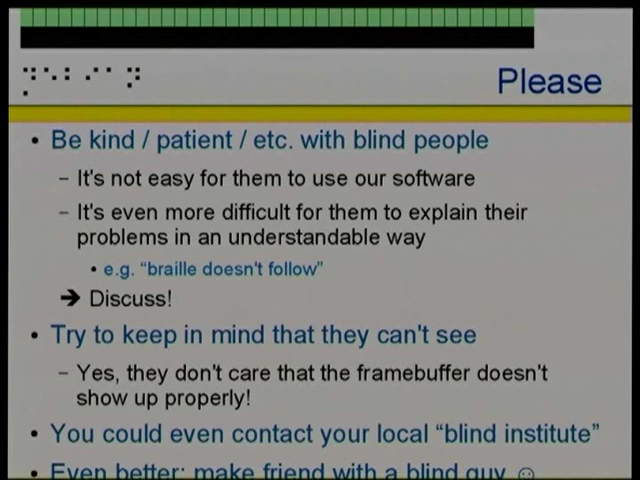 Please
• Be kind / patient / etc. with blind people
– It's not easy for them to use our software
– It's even more difficult for them to explain their
problems in an understandable way
• e.g. “braille doesn't follow”
➔ Discuss!
• Try to keep in mind that they can't see
– Yes, they don't care that the framebuffer doesn't
show up properly!
• You could even contact your local “blind institute”
• Even better: make friend with a blind guy ☺